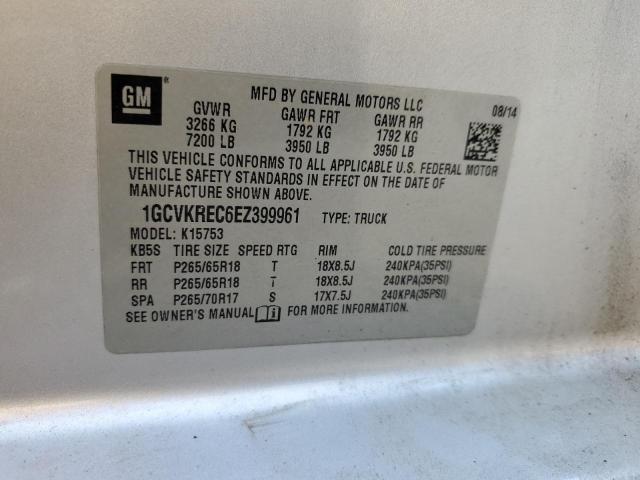 GM ®
MFD BY GENERAL MOTORS LLC 08/14
GVWR GAWR FRT GAWR RR
3266 KG 1792 KG 1792 KG
7200 LB 3950 LB 3950 LB
THIS VEHICLE CONFORMS TO ALL APPLICABLE U.S. FEDERAL MOTOR
VEHICLE SAFETY STANDARDS IN EFFECT ON THE DATE OF
MANUFACTURE SHOWN ABOVE.
1GCVKREC6EZ399961 TYPE: TRUCK
MODEL: K15753
KB5S TIRE SIZE SPEED RTG RIM COLD TIRE PRESSURE
FRT P265/65R18 T 18X8.5J 240KPA(35PSI)
RR P265/65R18 T 18X8.5J 240KPA(35PSI)
SPA P265/70R17 S 17X7.5J 240KPA(35PSI)
SEE OWNER'S MANUAL FOR MORE INFORMATION.